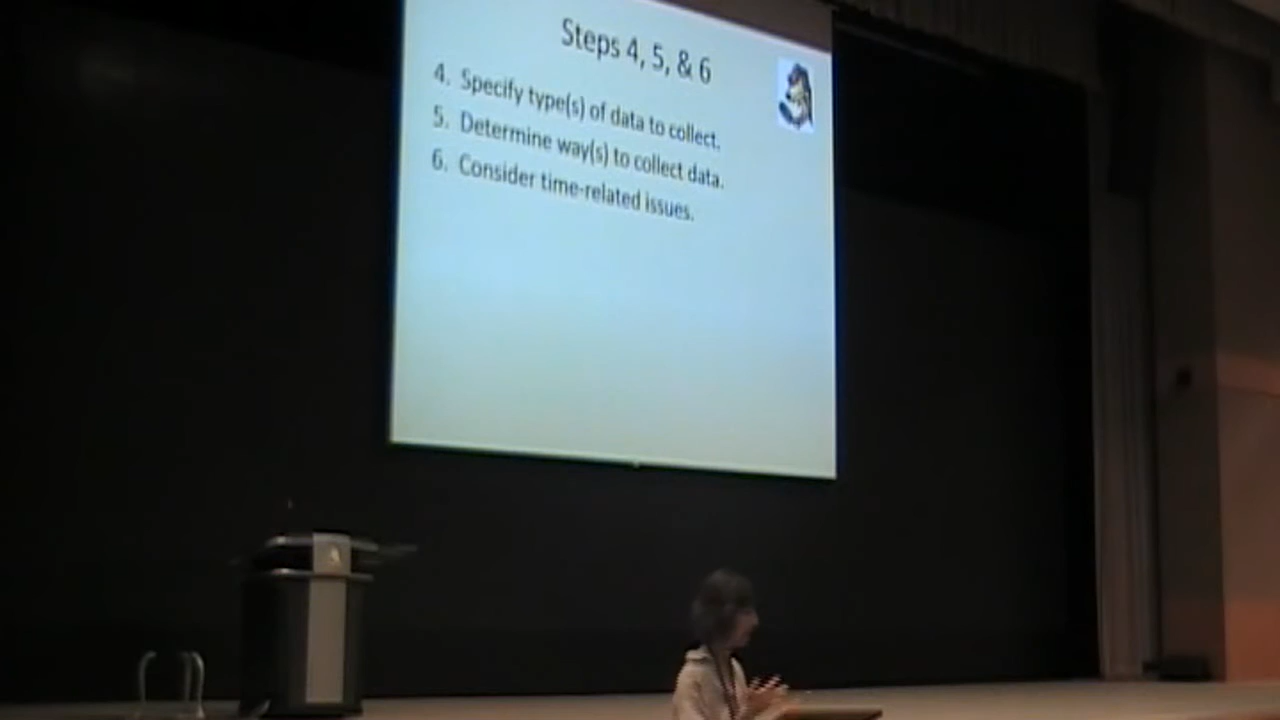 Steps 4, 5, & 6
4. Specify type(s) of data to collect.
5. Determine way(s) to collect data.
6. Consider time-related issues.